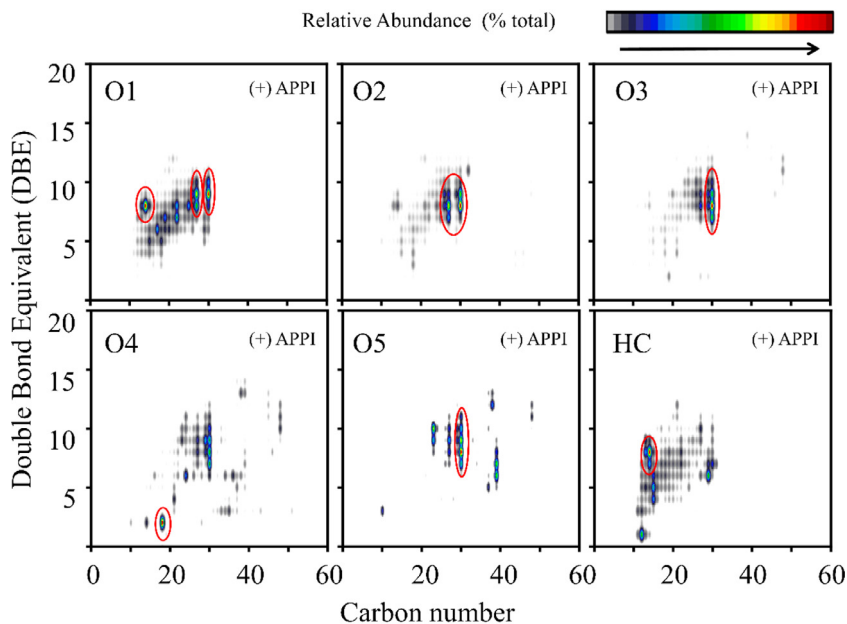 Relative Abundance (% total)
Double Bond Equivalent (DBE)
20
15
10
5
O1
(+) APPI
O2
(+) APPI
O3
(+) APPI
20
15
10
5
0
O4
(+) APPI
O5
(+) APPI
HC
(+) APPI
0
20
40
60
0
20
40
60
0
20
40
60
Carbon number